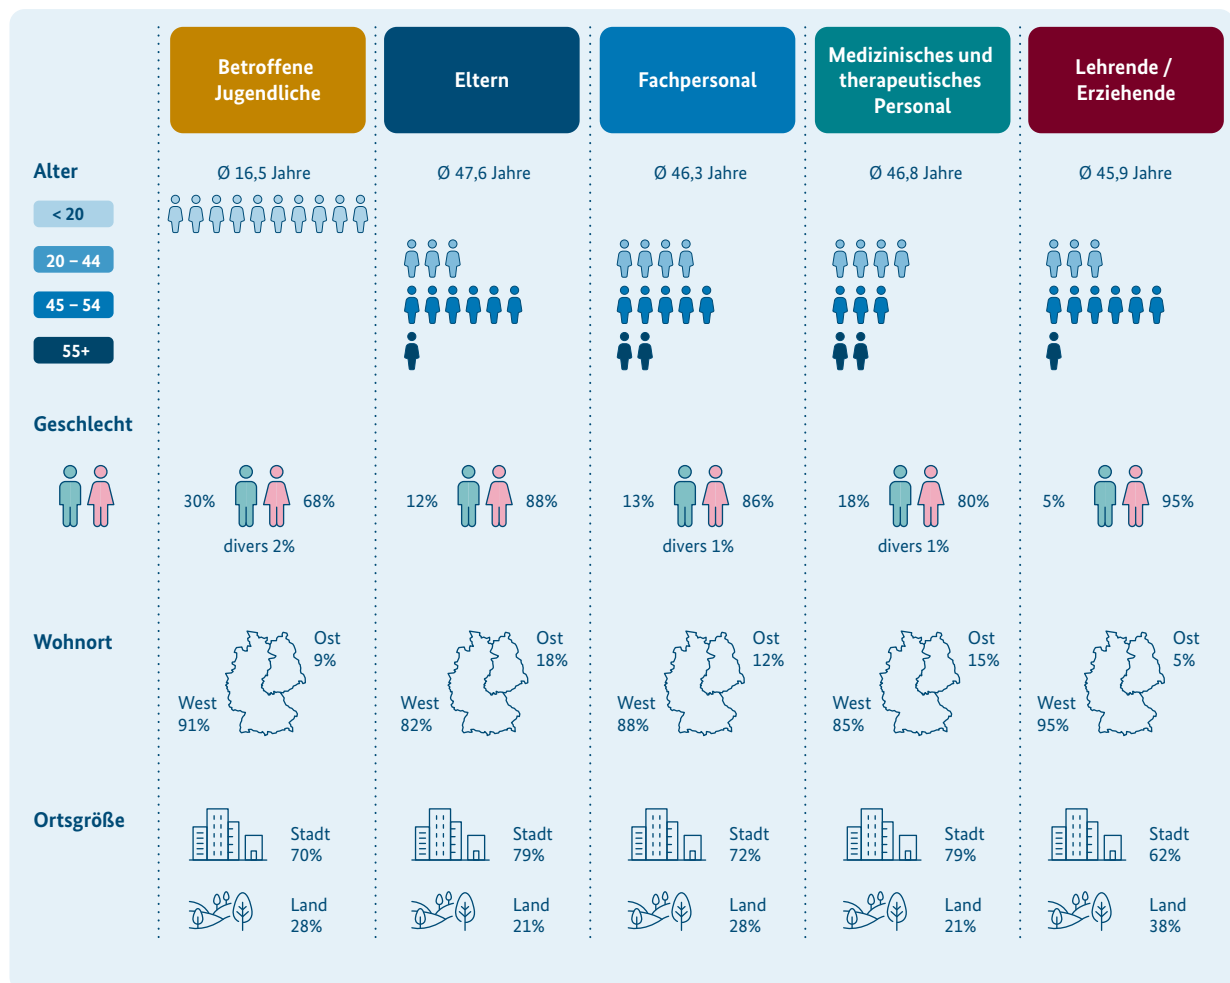 Betroffene
Jugendliche
Eltern
Fachpersonal
Medizinisches und
therapeutisches
Personal
Lehrende /
Erziehende
Alter
Ø 16,5 Jahre
Ø 47,6 Jahre
Ø 46,3 Jahre
Ø 46,8 Jahre
Ø 45,9 Jahre
< 20
20 – 44
45 – 54
55+
Geschlecht
30%
68%
divers 2%
12%
88%
13%
86%
divers 1%
18%
80%
divers 1%
5%
95%
Wohnort
Ost
9%
West
91%
Ost
18%
West
82%
Ost
12%
West
88%
Ost
15%
West
85%
Ost
5%
West
95%
Ortsgröße
Stadt
70%
Stadt
79%
Stadt
72%
Stadt
79%
Stadt
62%
Land
28%
Land
21%
Land
28%
Land
21%
Land
38%